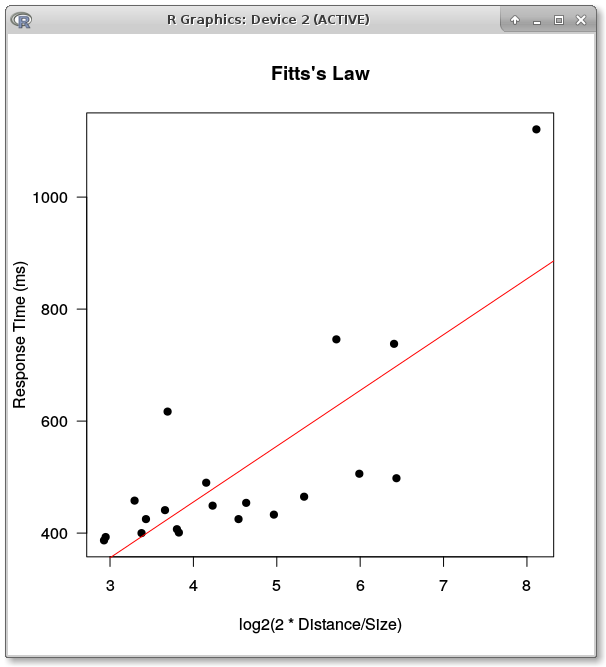 R Graphics: Device 2 (ACTIVE)
Fitts's Law
1000
800
600
400
Response Time (ms)
3 4 5 6 7 8
log2(2 * Distance/Size)